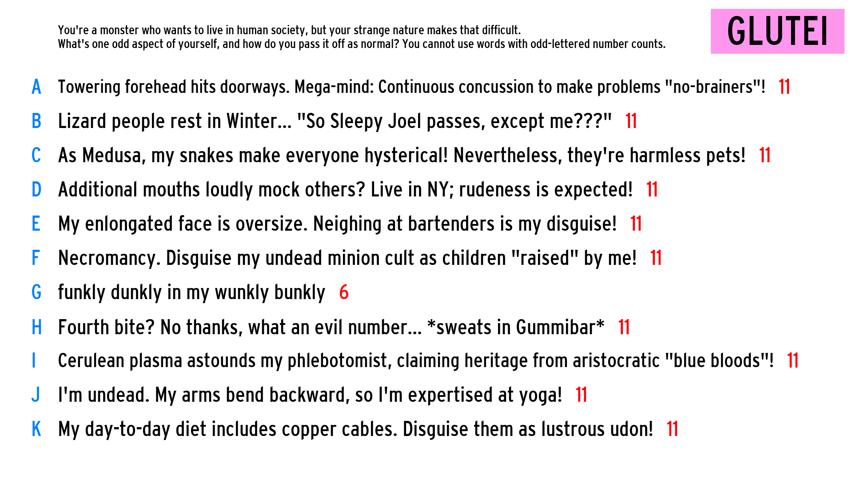 You're a monster who wants to live in human society, but your strange nature makes that difficult.
What's one odd aspect of yourself, and how do you pass it off as normal? You cannot use words with odd-lettered number counts.
GLUTEI
A Towering forehead hits doorways. Mega-mind: Continuous concussion to make problems "no-brainers"! 11
B Lizard people rest in Winter... "So Sleepy Joel passes, except me???" 11
C As Medusa, my snakes make everyone hysterical! Nevertheless, they're harmless pets! 11
D Additional mouths loudly mock others? Live in NY; rudeness is expected! 11
E My enlongated face is oversize. Neighing at bartenders is my disguise! 11
F Necromancy. Disguise my undead minion cult as children "raised" by me! 11
G funkly dunkly in my wunkly bunkly 6
H Fourth bite? No thanks, what an evil number... *sweats in Gummibar* 11
I Cerulean plasma astounds my phlebotomist, claiming heritage from aristocratic "blue bloods"! 11
J I'm undead. My arms bend backward, so I'm expertised at yoga! 11
K My day-to-day diet includes copper cables. Disguise them as lustrous udon! 11